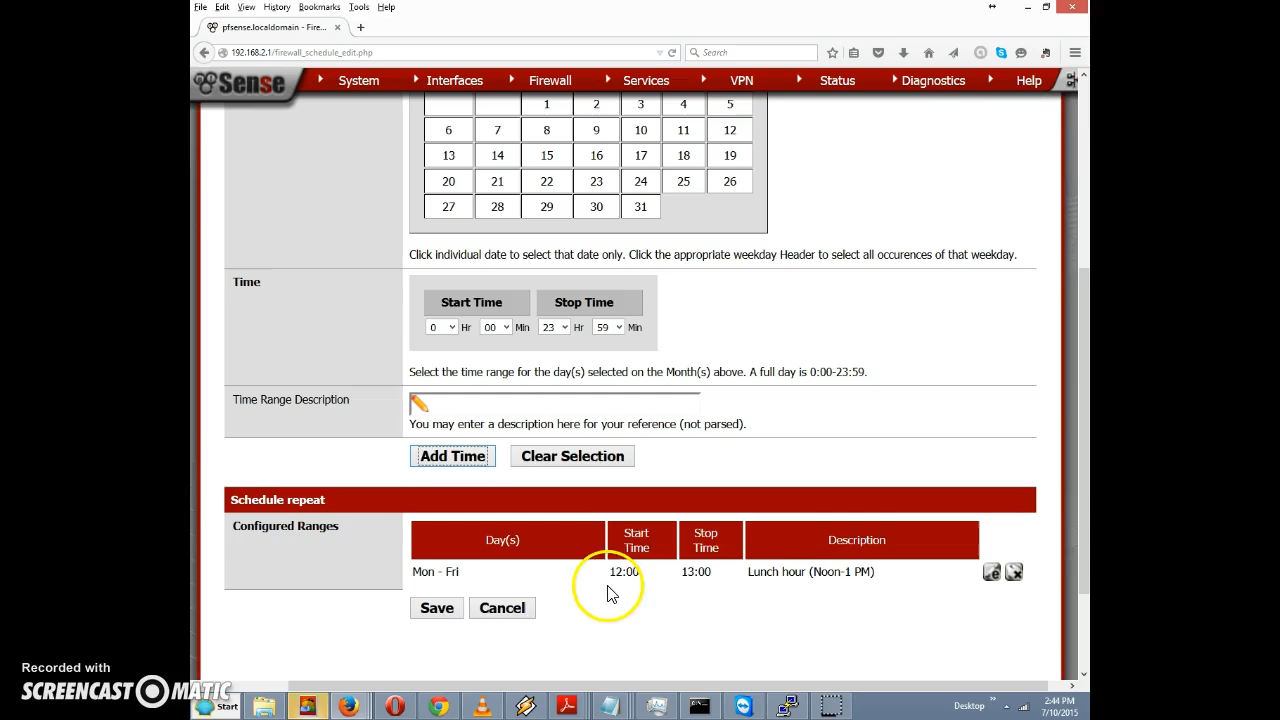 File Edit View History Bookmarks Tools Help
pfsense.localdomain - Fire...
192.168.2.1/firewall_schedule_edit.php
Search
Sense
System Interfaces Firewall Services VPN Status Diagnostics Help
1 2 3 4 5
6 7 8 9 10 11 12
13 14 15 16 17 18 19
20 21 22 23 24 25 26
27 28 29 30 31
Click individual date to select that date only. Click the appropriate weekday Header to select all occurences of that weekday.
Time
Start Time Stop Time
0 Hr 00 Min 23 Hr 59 Min
Select the time range for the day(s) selected on the Month(s) above. A full day is 0:00-23:59.
Time Range Description
You may enter a description here for your reference (not parsed).
Add Time Clear Selection
Schedule repeat
Configured Ranges
Day(s) Start Time Stop Time Description
Mon - Fri 12:00 13:00 Lunch hour (Noon-1 PM)
Save Cancel
Recorded with
SCREENCAST O MATIC
Start
Desktop
2:44 PM
7/10/2015